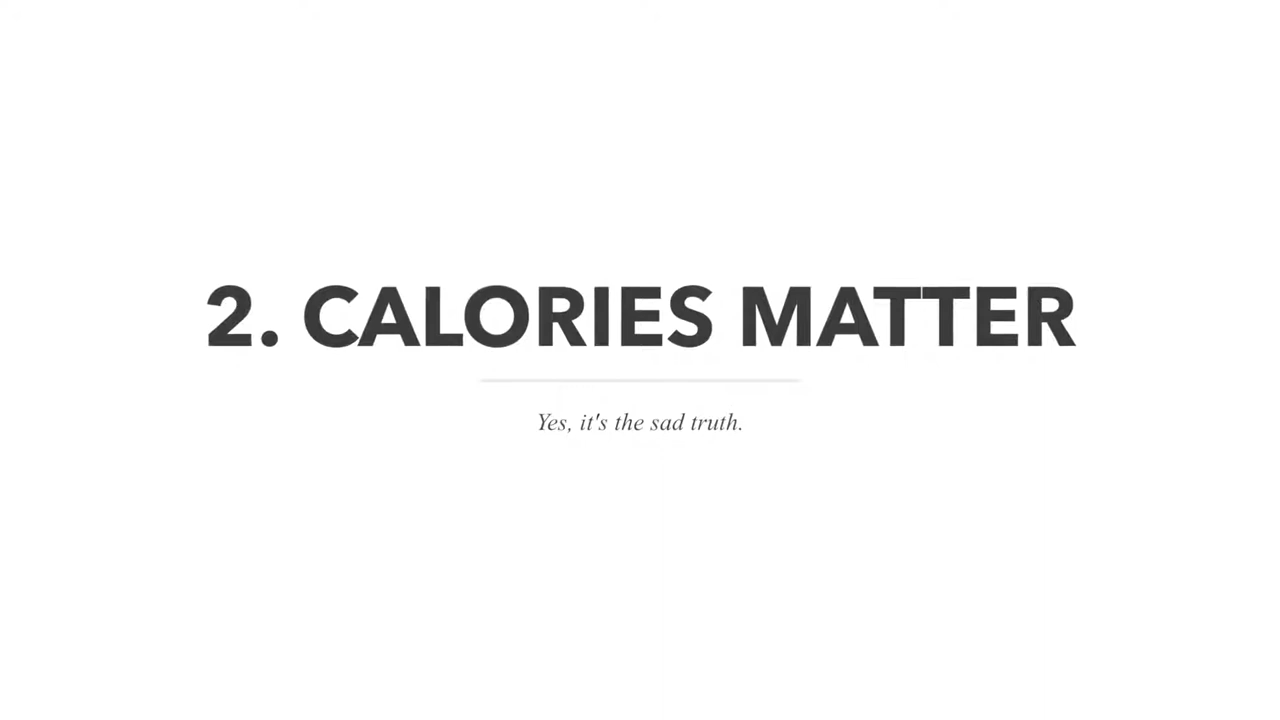 2. CALORIES MATTER
Yes, it's the sad truth.